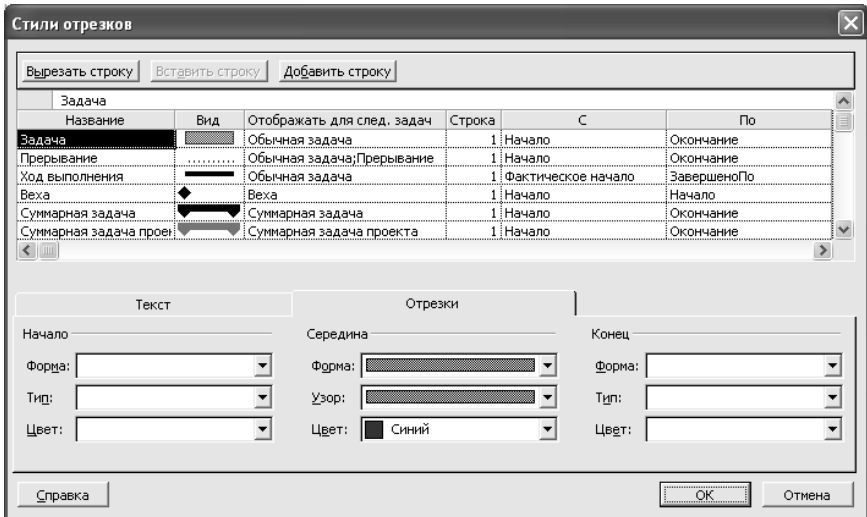 Стили отрезков
Вырезать строку Вставить строку Добавить строку
Задача
Название Вид Отображать для след. задач Строка С По
Задача Обычная задача 1 Начало Окончание
Прерывание Обычная задача;Прерывание 1 Начало Окончание
Ход выполнения Обычная задача 1 Фактическое начало ЗавершеноПо
Веха Веха 1 Начало Начало
Суммарная задача Суммарная задача 1 Начало Окончание
Суммарная задача проек Суммарная задача проекта 1 Начало Окончание
Текст Отрезки
Начало Середина Конец
Форма: Форма: Форма:
Тип: Узор: Тип:
Цвет: Цвет: Синий Цвет:
Справка ОК Отмена